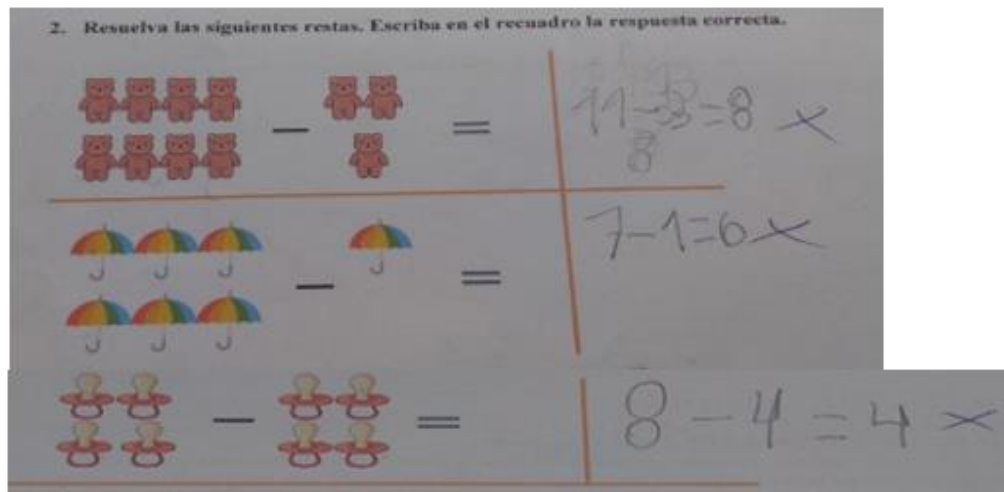 2. Resuelva las siguientes restas. Escriba en el recuadro la respuesta correcta.
− = 11-3=8 ×
8
− = 7-1=6 ×
− = 8-4=4 ×